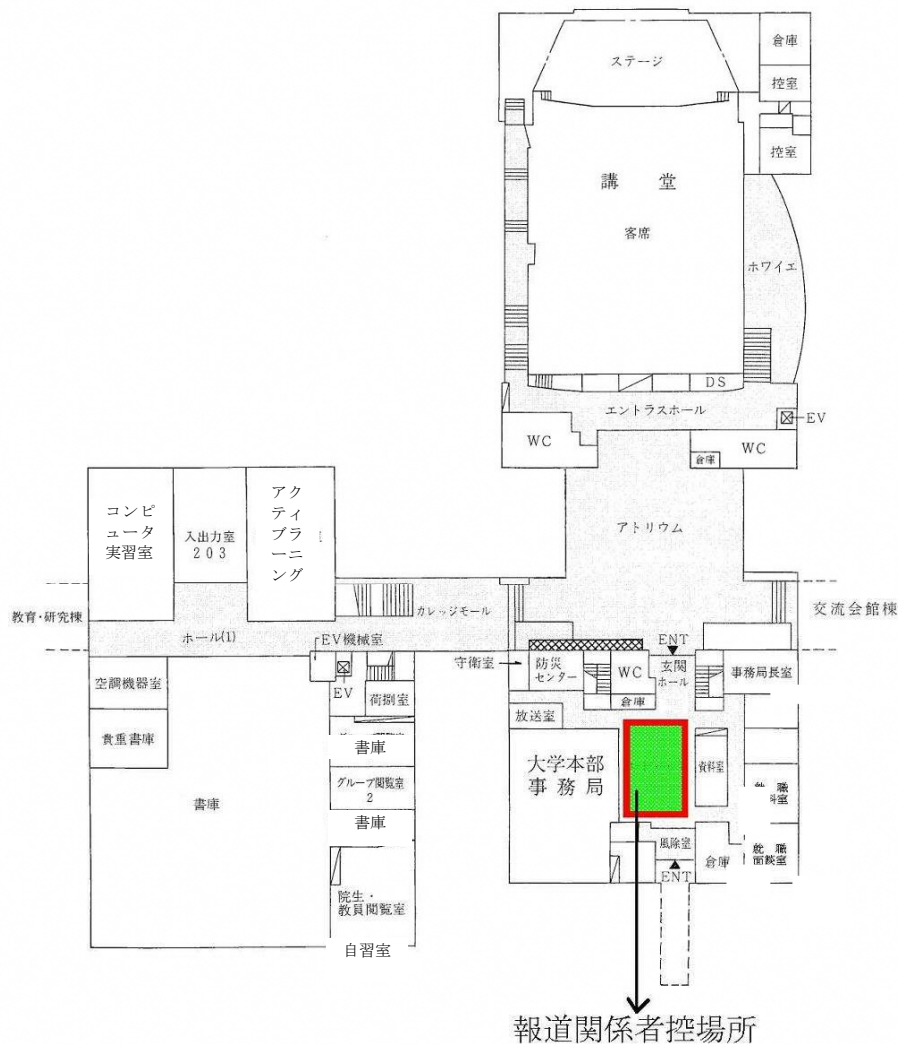 ステージ
倉庫
控室
控室
講堂
客席
ホワイエ
DS
エントラスホール
EV
WC
WC
倉庫
コンピ
ュータ
実習室
入出力室
203
アク
ティ
ブラ
ーニ
ング
アトリウム
教育・研究棟
カレッジモール
交流会館棟
ホール(1)
EV機械室
守衛室
防災
センター
WC
ENT
玄関
ホール
事務局長室
空調機器室
EV
荷捌室
倉庫
放送室
貴重書庫
書庫
大学本部
事務局
資料室
書庫
グループ閲覧室
2
書庫
風除室
倉庫
就職
面談室
ENT
院生・
教員閲覧室
自習室
報道関係者控場所